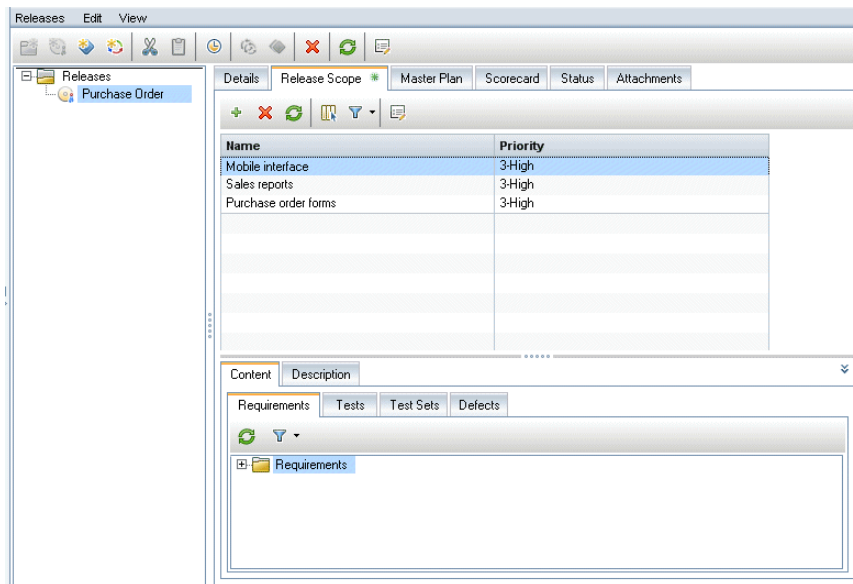 Releases Edit View
Releases
Purchase Order
Details Release Scope * Master Plan Scorecard Status Attachments
Name Priority
Mobile interface 3-High
Sales reports 3-High
Purchase order forms 3-High
Content Description
Requirements Tests Test Sets Defects
Requirements